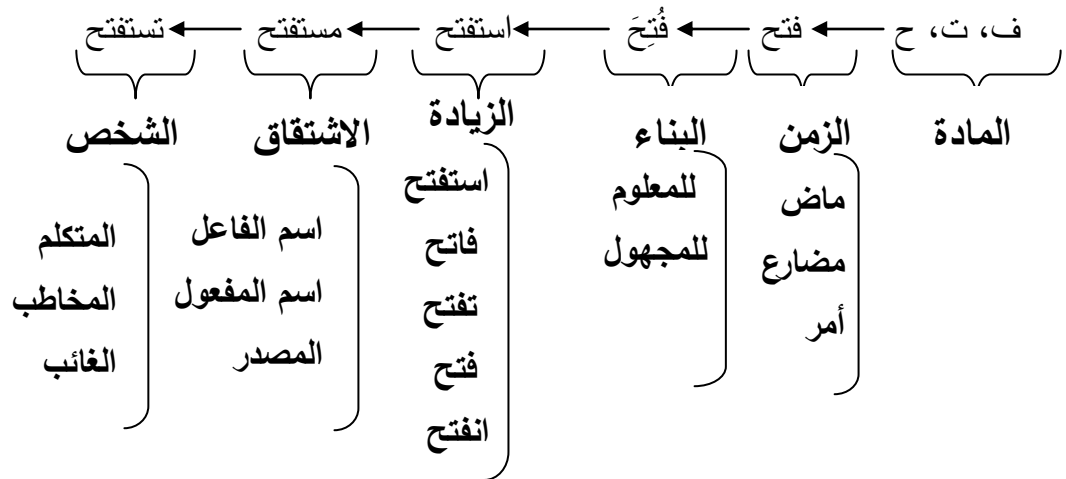 ف، ت، ح فتح فُتِحَ استفتح مستفتح تستفتح
المادة الزمن البناء الزيادة الاشتقاق الشخص
ماض
مضارع
أمر
للمعلوم
للمجهول
استفتح
فاتح
تفتح
فتح
انفتح
اسم الفاعل
اسم المفعول
المصدر
المتكلم
المخاطب
الغائب